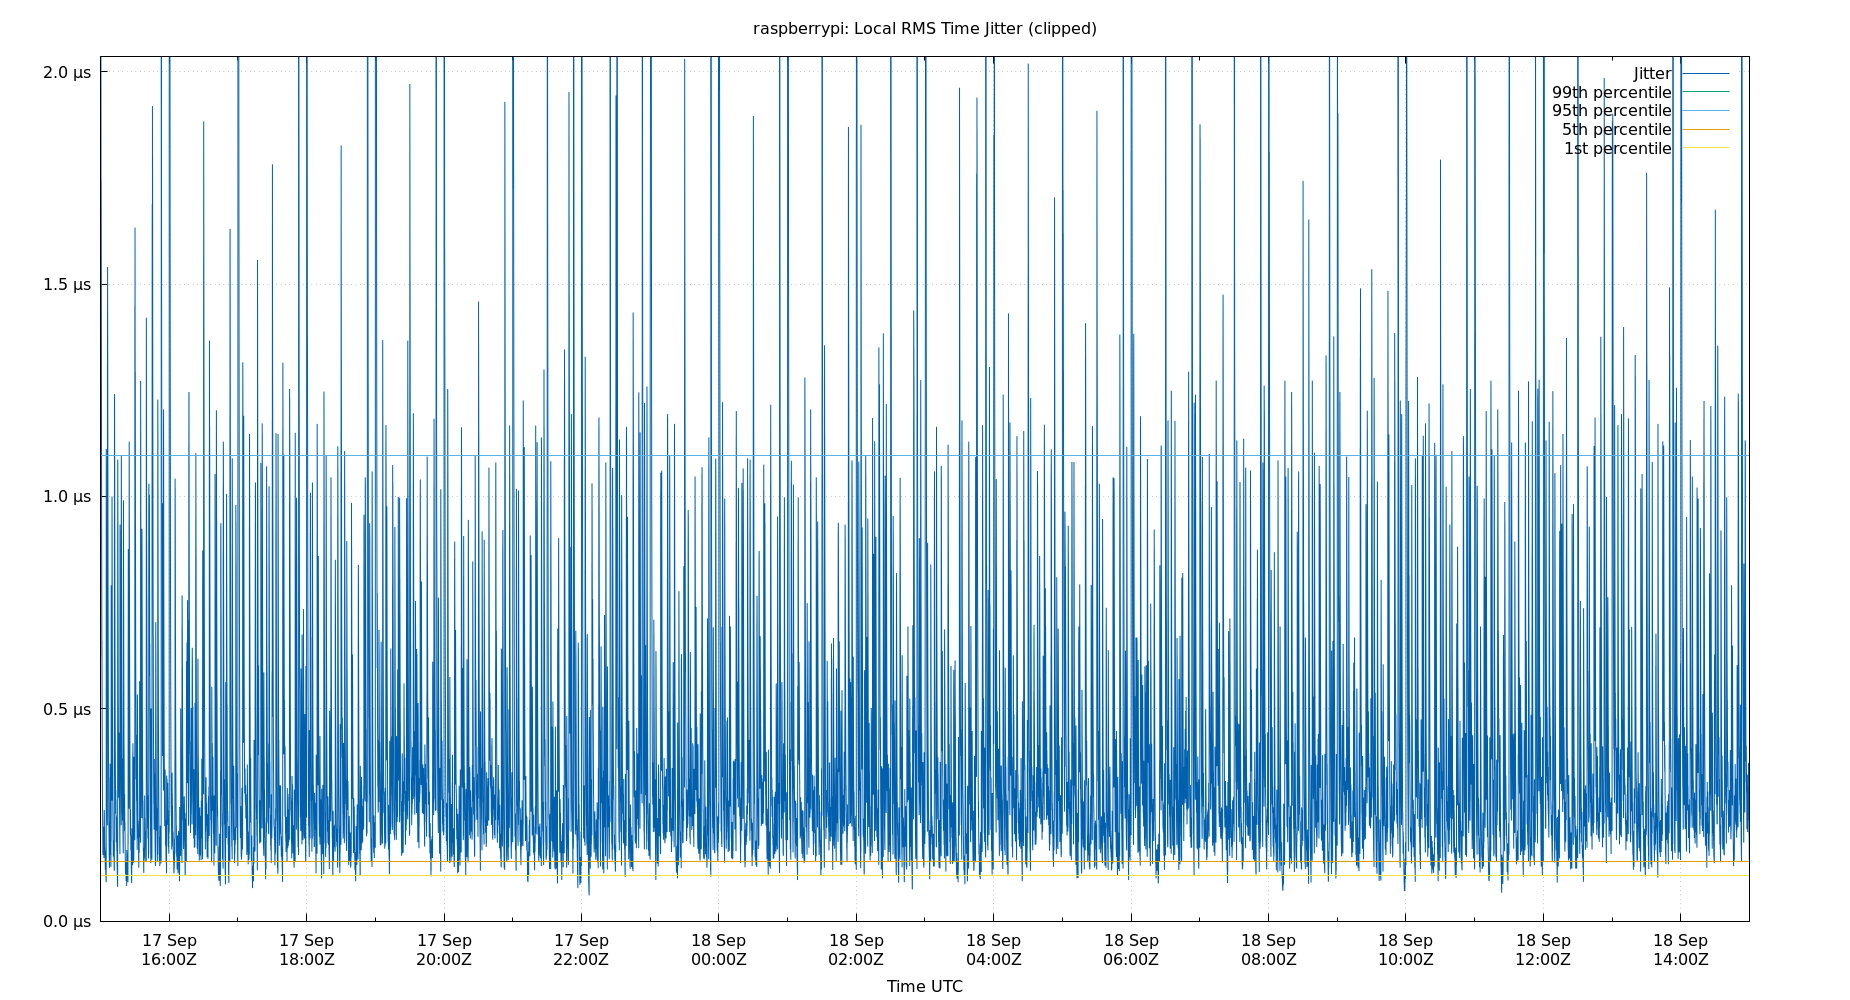 raspberrypi: Local RMS Time Jitter (clipped)
2.0 μs
1.5 μs
1.0 μs
0.5 μs
0.0 μs
Jitter
99th percentile
95th percentile
5th percentile
1st percentile
17 Sep 17 Sep 17 Sep 17 Sep 18 Sep 18 Sep 18 Sep 18 Sep 18 Sep 18 Sep 18 Sep 18 Sep
16:00Z 18:00Z 20:00Z 22:00Z 00:00Z 02:00Z 04:00Z 06:00Z 08:00Z 10:00Z 12:00Z 14:00Z
Time UTC